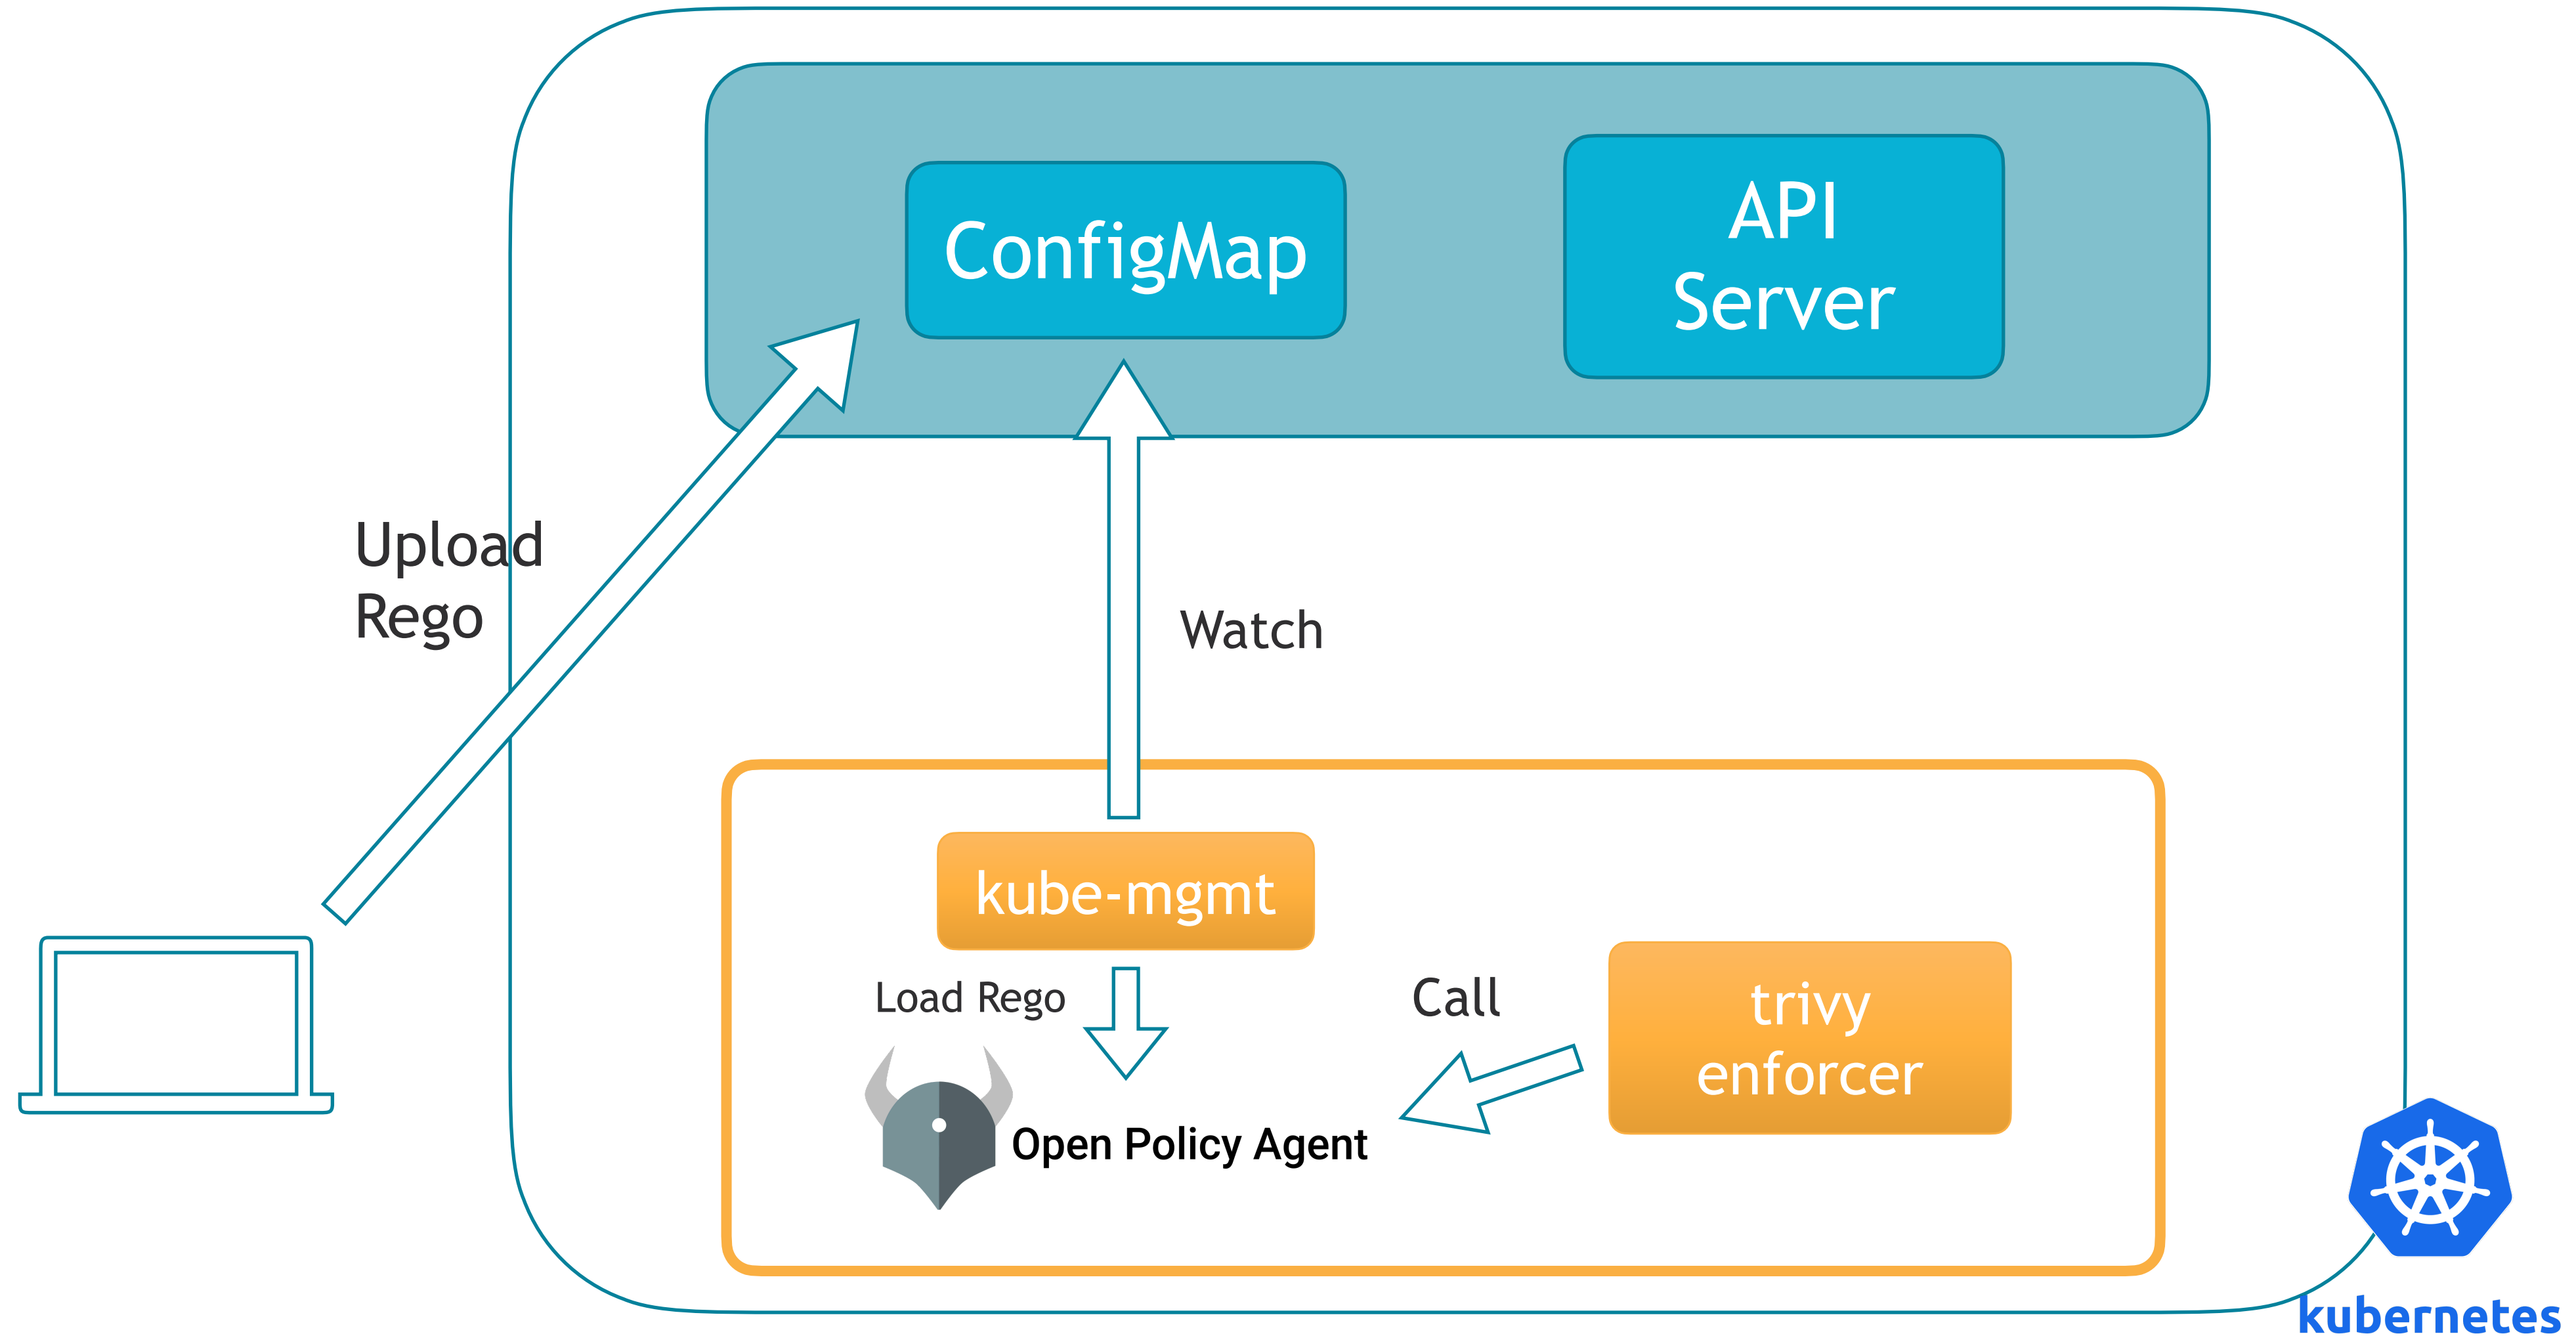 ConfigMap
API
Server
Upload
Rego
Watch
kube-mgmt
Load Rego
Call
trivy
enforcer
Open Policy Agent
kubernetes